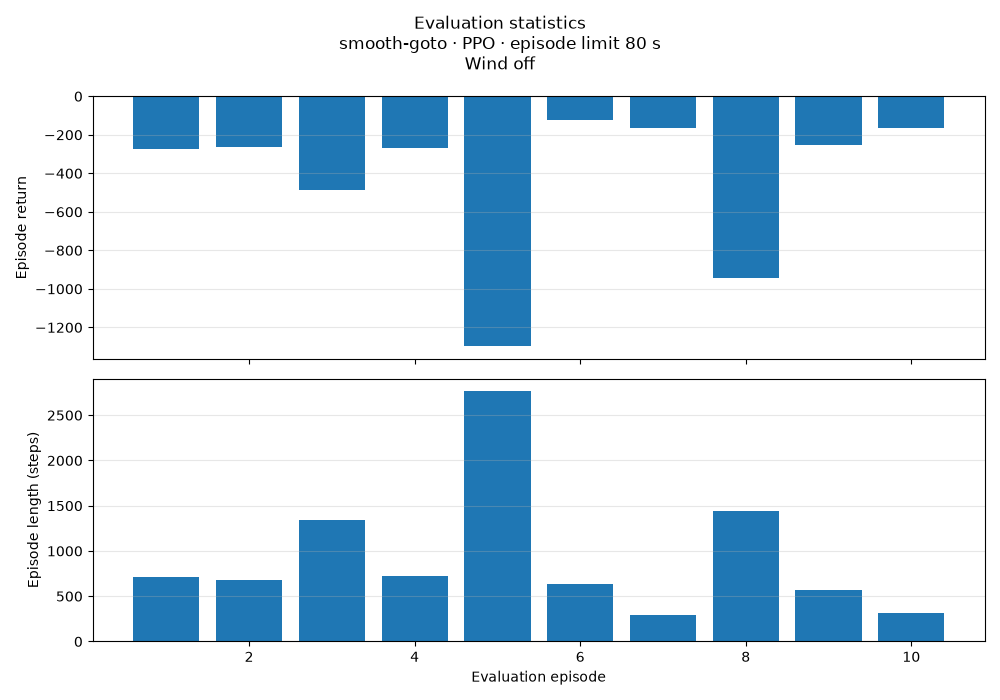 Evaluation statistics
smooth-goto · PPO · episode limit 80 s
Wind off
0
−200
−400
−600
−800
−1000
−1200
Episode return
2500
2000
1500
1000
500
0
Episode length (steps)
2 4 6 8 10
Evaluation episode